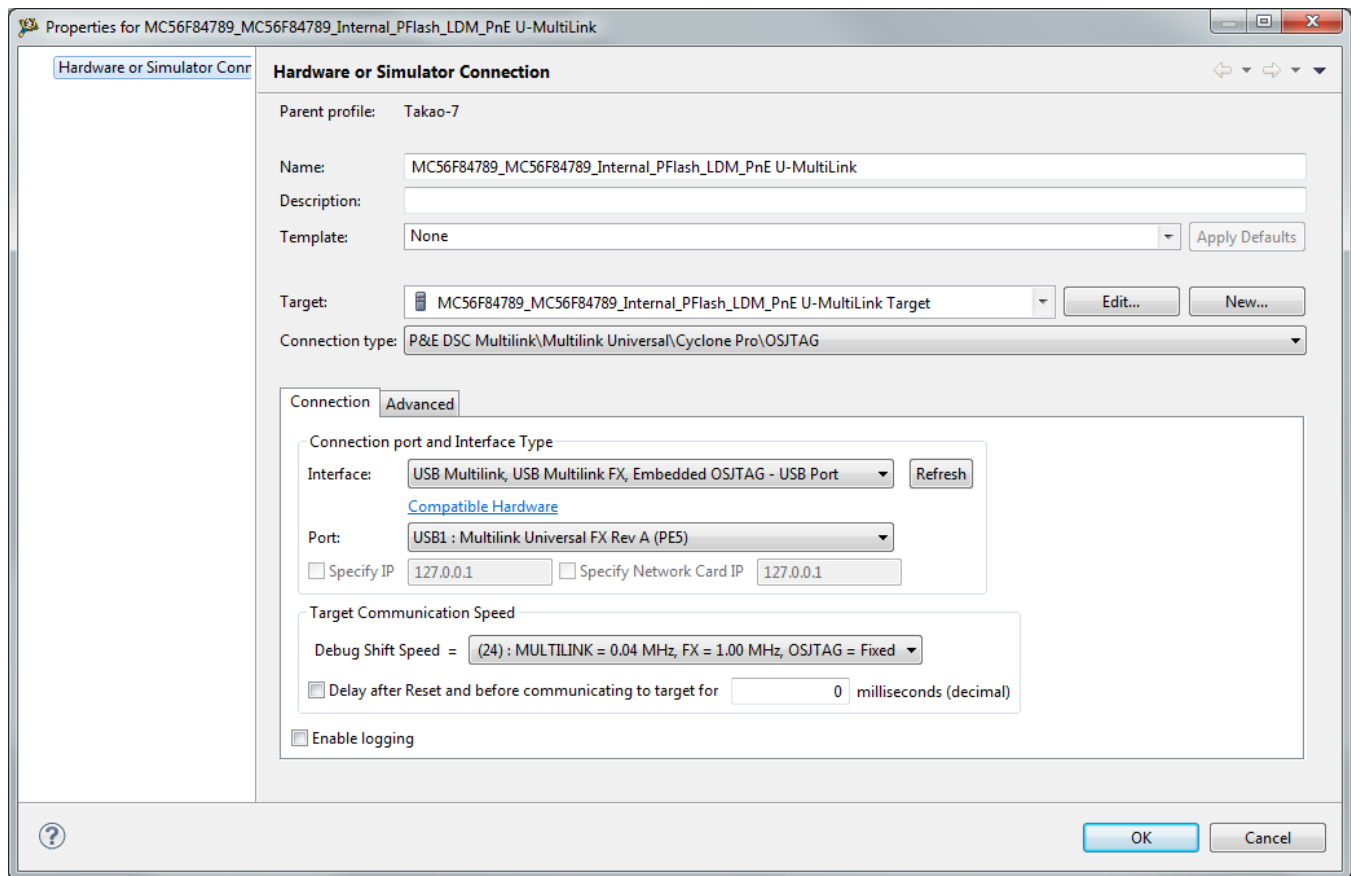 Properties for MC56F84789_MC56F84789_Internal_PFlash_LDM_PnE U-MultiLink
Hardware or Simulator Conn
Hardware or Simulator Connection
Parent profile: Takao-7
Name: MC56F84789_MC56F84789_Internal_PFlash_LDM_PnE U-MultiLink
Description:
Template: None Apply Defaults
Target: MC56F84789_MC56F84789_Internal_PFlash_LDM_PnE U-MultiLink Target Edit... New...
Connection type: P&E DSC Multilink\Multilink Universal\Cyclone Pro\OSJTAG
Connection Advanced
Connection port and Interface Type
Interface: USB Multilink, USB Multilink FX, Embedded OSJTAG - USB Port Refresh
Compatible Hardware
Port: USB1 : Multilink Universal FX Rev A (PE5)
Specify IP 127.0.0.1 Specify Network Card IP 127.0.0.1
Target Communication Speed
Debug Shift Speed = (24) : MULTILINK = 0.04 MHz, FX = 1.00 MHz, OSJTAG = Fixed
Delay after Reset and before communicating to target for 0 milliseconds (decimal)
Enable logging
? OK Cancel